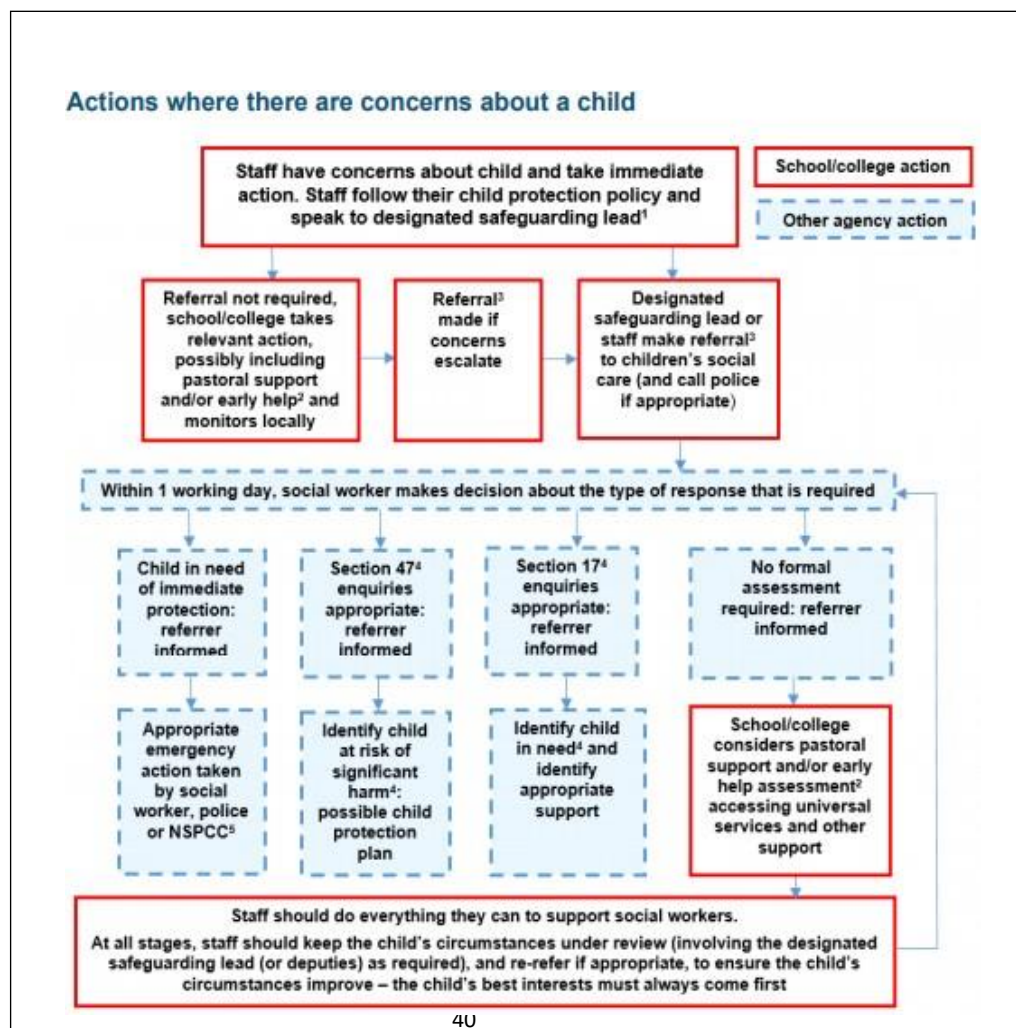 Actions where there are concerns about a child
Staff have concerns about child and take immediate
action. Staff follow their child protection policy and
speak to designated safeguarding lead¹
School/college action
Other agency action
Referral not required,
school/college takes
relevant action,
possibly including
pastoral support
and/or early help² and
monitors locally
Referral³
made if
concerns
escalate
Designated
safeguarding lead or
staff make referral³
to children's social
care (and call police
if appropriate)
Within 1 working day, social worker makes decision about the type of response that is required
Child in need
of immediate
protection:
referrer
informed
Section 47⁴
enquiries
appropriate:
referrer
informed
Section 17⁴
enquiries
appropriate:
referrer
informed
No formal
assessment
required: referrer
informed
Appropriate
emergency
action taken
by social
worker, police
or NSPCC⁵
Identify child
at risk of
significant
harm⁴:
possible child
protection
plan
Identify child
in need⁴ and
identify
appropriate
support
School/college
considers pastoral
support and/or early
help assessment²
accessing universal
services and other
support
Staff should do everything they can to support social workers.
At all stages, staff should keep the child's circumstances under review (involving the designated
safeguarding lead (or deputies) as required), and re-refer if appropriate, to ensure the child's
circumstances improve – the child's best interests must always come first
40